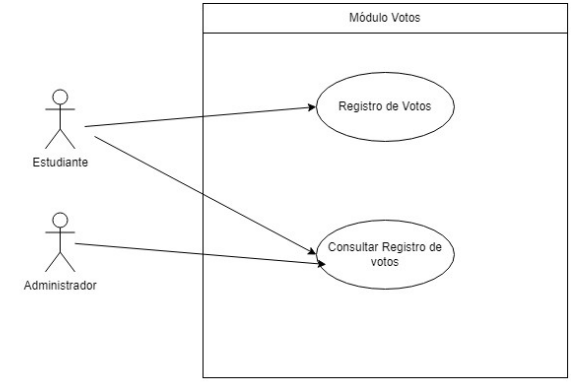 Módulo Votos
Registro de Votos
Estudiante
Consultar Registro de
votos
Administrador